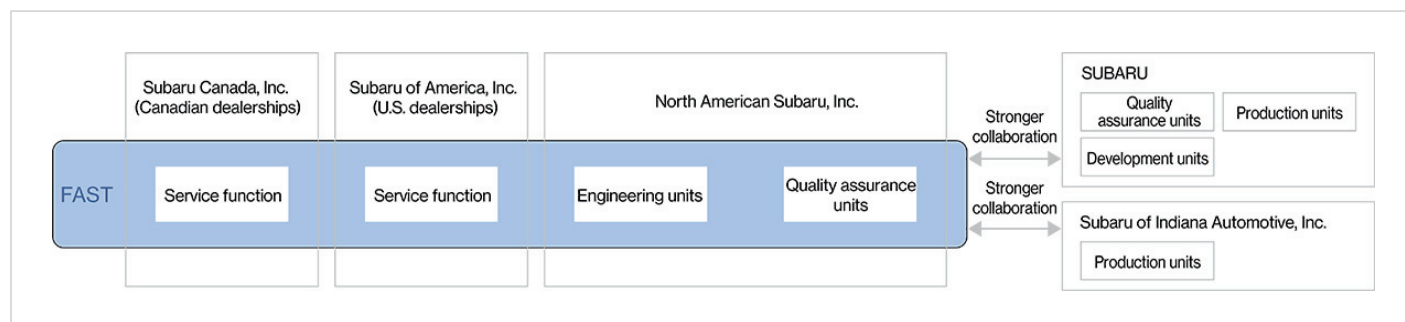 Subaru Canada, Inc.
(Canadian dealerships)
Subaru of America, Inc.
(U.S. dealerships)
North American Subaru, Inc.
FAST
Service function
Service function
Engineering units
Quality assurance
units
Stronger
collaboration
Stronger
collaboration
SUBARU
Quality
assurance units
Production units
Development units
Subaru of Indiana Automotive, Inc.
Production units